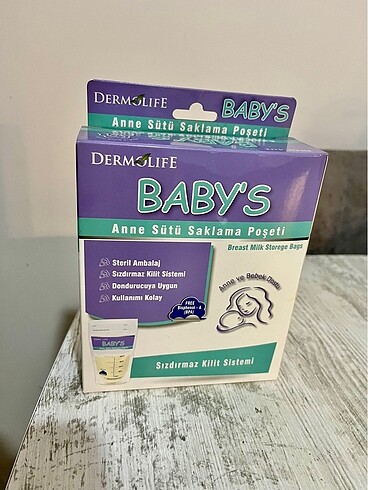 DERMOLIFE
BABY'S
Anne Sütü Saklama Poşeti
DERMOLIFE
BABY'S
Anne Sütü Saklama Poşeti
Breast Milk Storege Bags
Steril Ambalaj
Sızdırmaz Kilit Sistemi
Dondurucuya Uygun
Kullanımı Kolay
FREE
Bisphenol - A
(BPA)
Anne ve Bebek Dostu
BABY'S
Sızdırmaz Kilit Sistemi